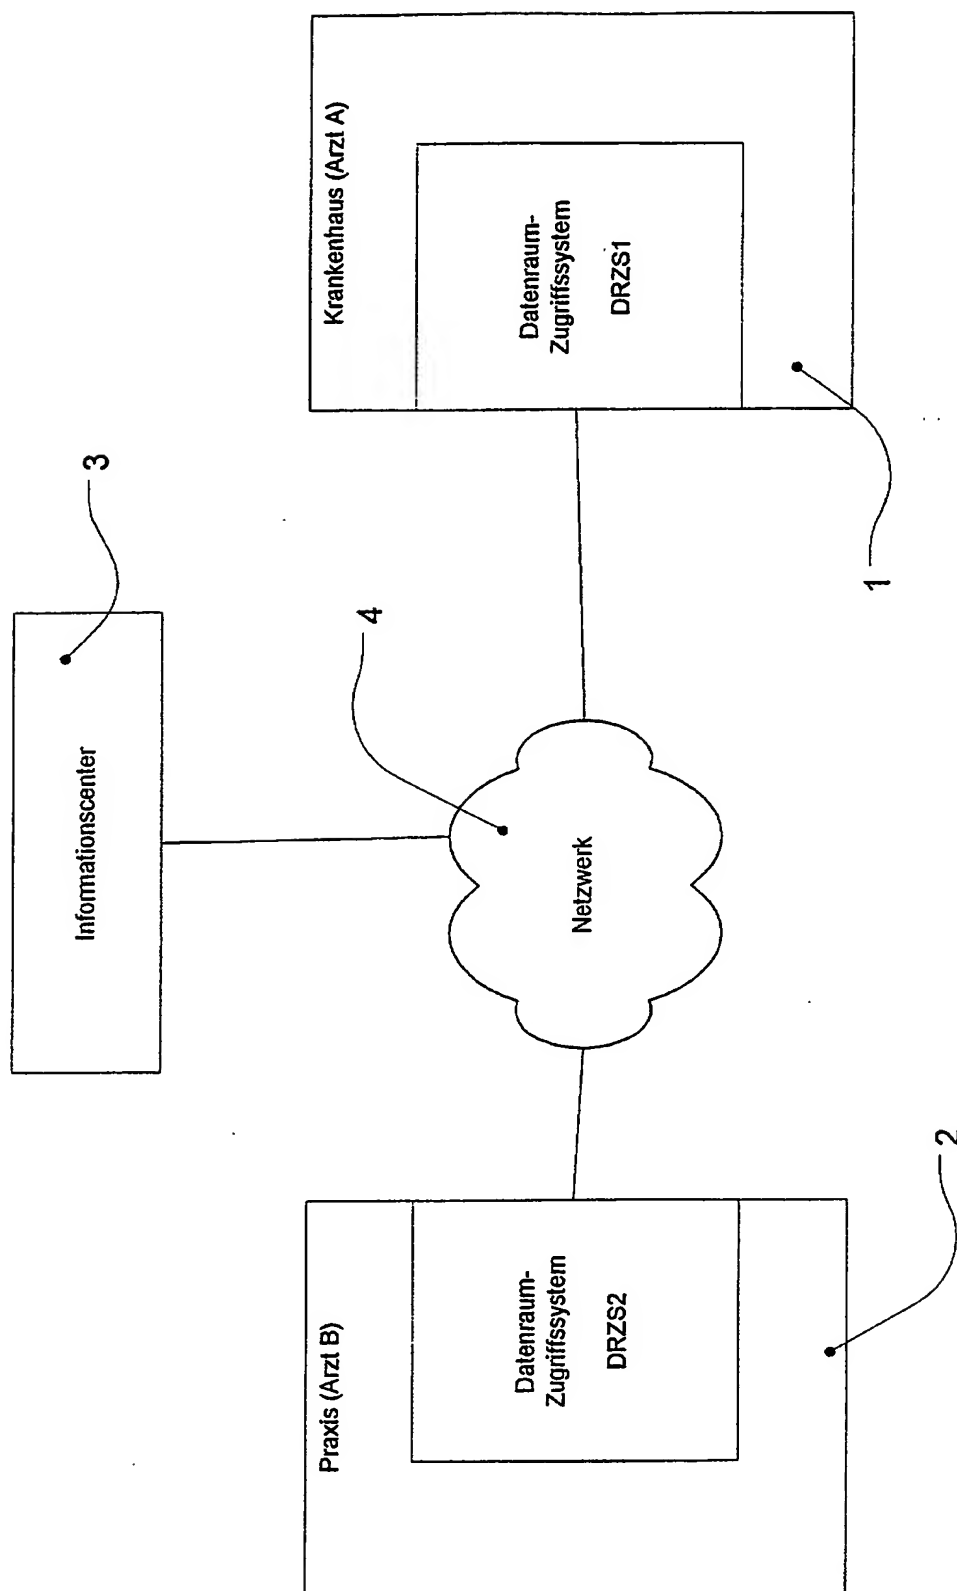 Informationscenter
3
Praxis (Arzt B)
Datenraum-
Zugriffssystem
DRZS2
2
Netzwerk
4
Krankenhaus (Arzt A)
Datenraum-
Zugriffssystem
DRZS1
1